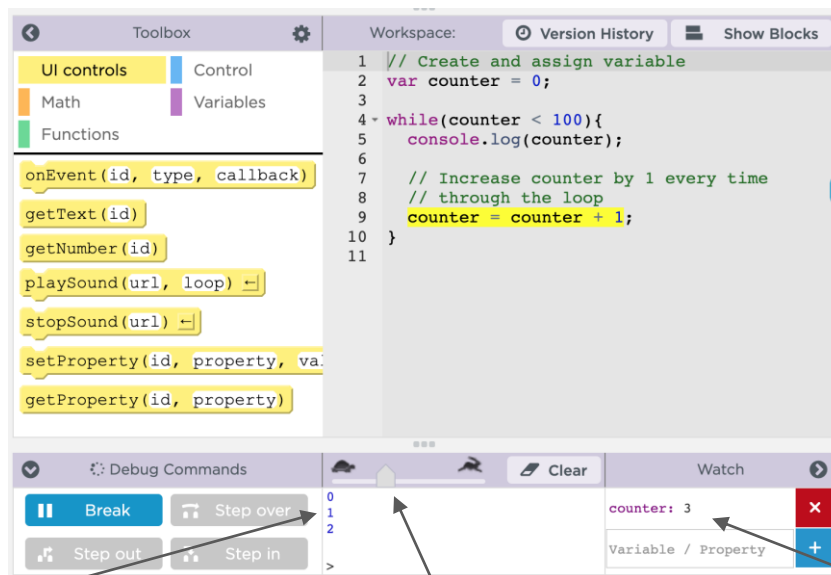 Toolbox
Workspace:
Version History
Show Blocks
UI controls
Control
Math
Variables
Functions
onEvent(id, type, callback)
getText(id)
getNumber(id)
playSound(url, loop) ←
stopSound(url) ←
setProperty(id, property, val
getProperty(id, property)
1 // Create and assign variable
2 var counter = 0;
3
4 while(counter < 100){
5 console.log(counter);
6
7 // Increase counter by 1 every time
8 // through the loop
9 counter = counter + 1;
10 }
11
Debug Commands
Clear
Watch
Break
Step over
Step out
Step in
0
1
2
>
counter: 3
Variable / Property